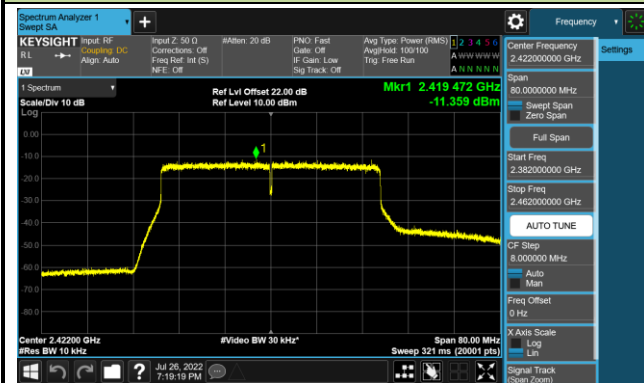 Spectrum Analyzer 1
Swept SA
+
Frequency
KEYSIGHT
RL
LXI
Input: RF
Coupling: DC
Align: Auto
Input Z: 50 Ω
Corrections: Off
Freq Ref: Int (S)
NFE: Off
#Atten: 20 dB
PNO: Fast
Gate: Off
IF Gain: Low
Sig Track: Off
Avg Type: Power (RMS)
Avg|Hold: 100/100
Trig: Free Run
1 2 3 4 5 6
A W W W W W
A N N N N N
1 Spectrum
Scale/Div 10 dB
Log
Ref Lvl Offset 22.00 dB
Ref Level 10.00 dBm
Mkr1 2.419 472 GHz
-11.359 dBm
1
0.00
-10.0
-20.0
-30.0
-40.0
-50.0
-60.0
-70.0
-80.0
Center 2.42200 GHz
#Res BW 10 kHz
#Video BW 30 kHz*
Span 80.00 MHz
Sweep 321 ms (20001 pts)
Jul 26, 2022
7:19:19 PM
Center Frequency
2.422000000 GHz
Settings
Span
80.0000000 MHz
Swept Span
Zero Span
Full Span
Start Freq
2.382000000 GHz
Stop Freq
2.462000000 GHz
AUTO TUNE
CF Step
8.000000 MHz
Auto
Man
Freq Offset
0 Hz
X Axis Scale
Log
Lin
Signal Track
(Span Zoom)